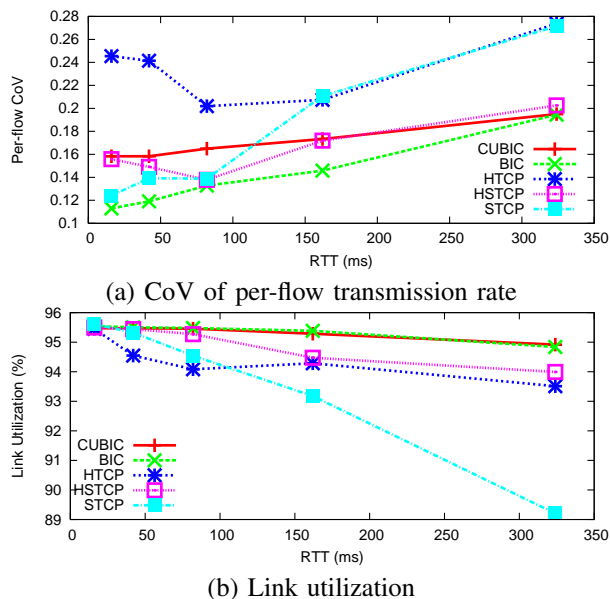 0.28
0.26
0.24
0.22
0.2
0.18
0.16
0.14
0.12
0.1
Per-flow CoV
CUBIC
BIC
HTCP
HSTCP
STCP
0 50 100 150 200 250 300 350
RTT (ms)
(a) CoV of per-flow transmission rate
96
95
94
93
92
91
90
89
Link Utilization (%)
CUBIC
BIC
HTCP
HSTCP
STCP
0 50 100 150 200 250 300 350
RTT (ms)
(b) Link utilization